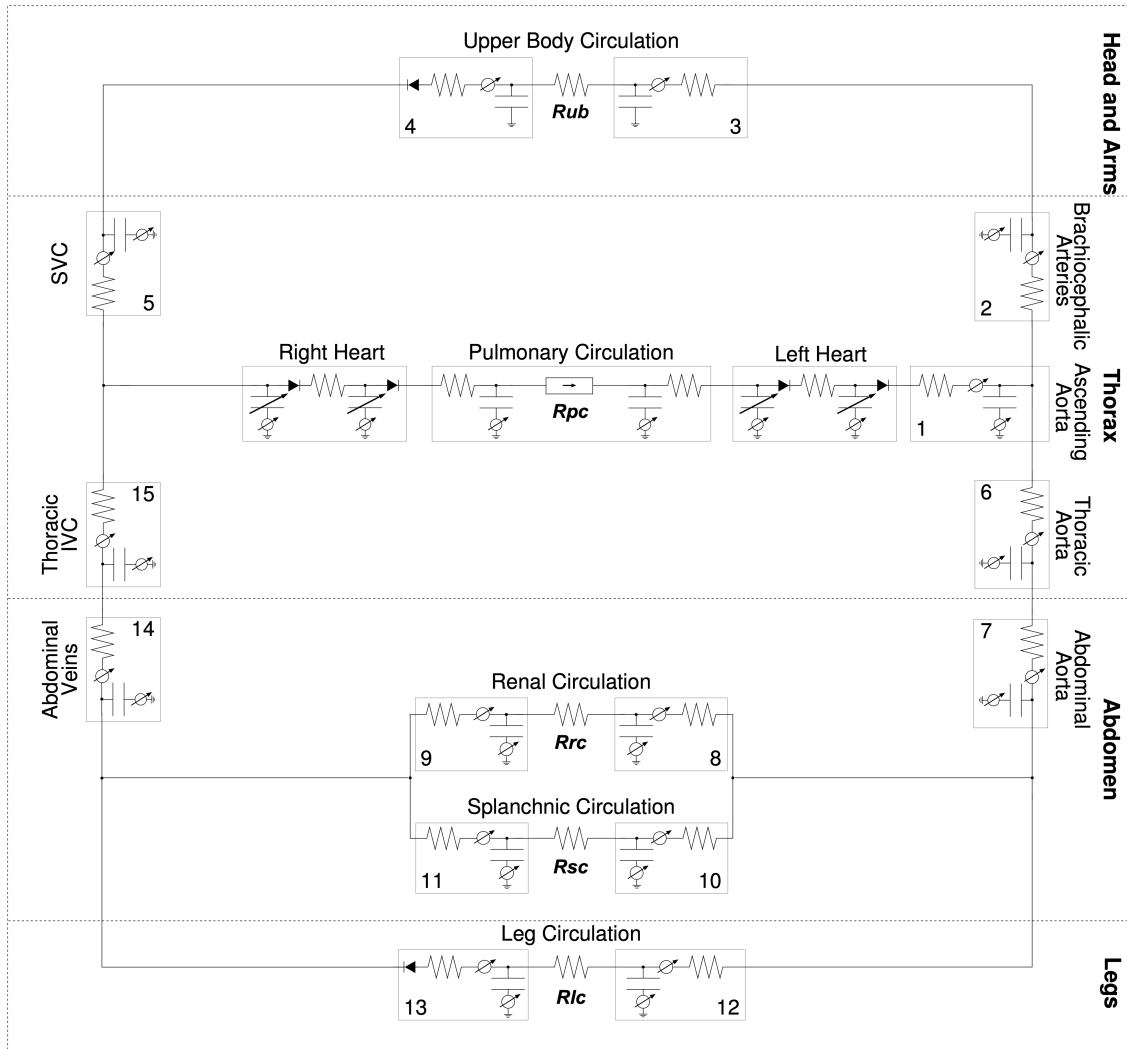 Upper Body Circulation
Head and Arms
4
Rub
3
SVC
5
Brachiocephalic
Arteries
2
Right Heart
Pulmonary Circulation
Left Heart
Rpc
Ascending
Aorta
1
Thorax
Thoracic
IVC
15
6
Thoracic
Aorta
Abdominal
Veins
14
7
Abdominal
Aorta
Renal Circulation
9
Rrc
8
Abdomen
Splanchnic Circulation
11
Rsc
10
Leg Circulation
13
Rlc
12
Legs